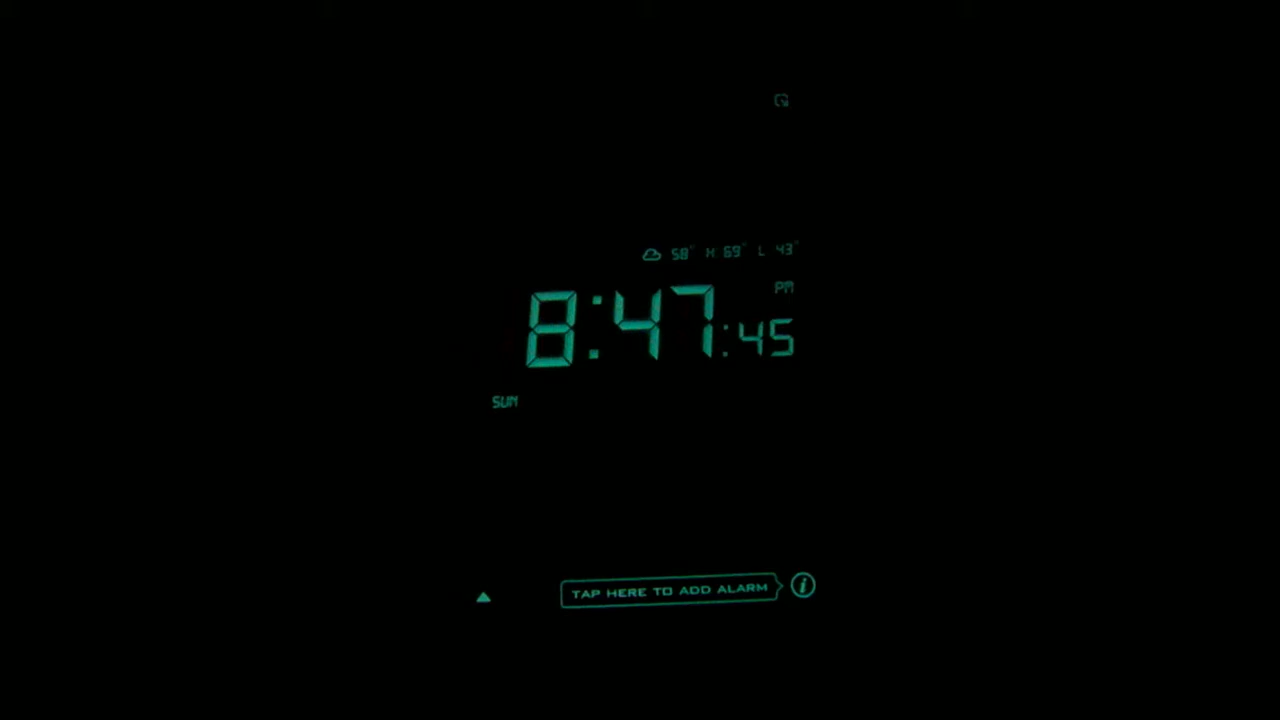 58° H 69° L 43°
PM
8:47:45
SUN
TAP HERE TO ADD ALARM
i